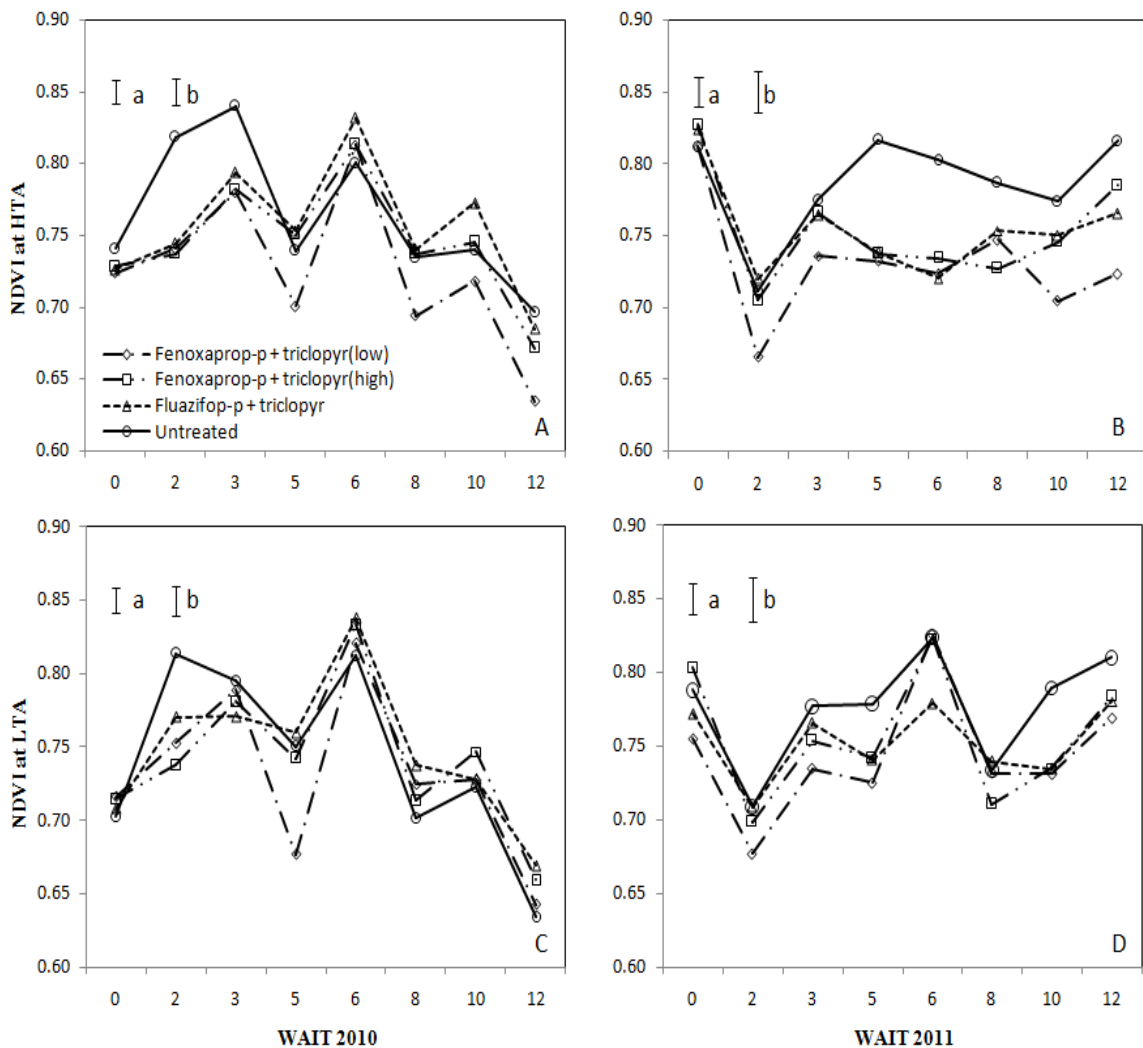 NDVI at HTA
0.90
0.85
0.80
0.75
0.70
0.65
0.60
a
b
Fenoxaprop-p + triclopyr(low)
Fenoxaprop-p + triclopyr(high)
Fluazifop-p + triclopyr
Untreated
A
0 2 3 5 6 8 10 12
0.90
0.85
0.80
0.75
0.70
0.65
0.60
a
b
B
0 2 3 5 6 8 10 12
NDVI at LTA
0.90
0.85
0.80
0.75
0.70
0.65
0.60
a
b
C
0 2 3 5 6 8 10 12
WAIT 2010
0.90
0.85
0.80
0.75
0.70
0.65
0.60
a
b
D
0 2 3 5 6 8 10 12
WAIT 2011